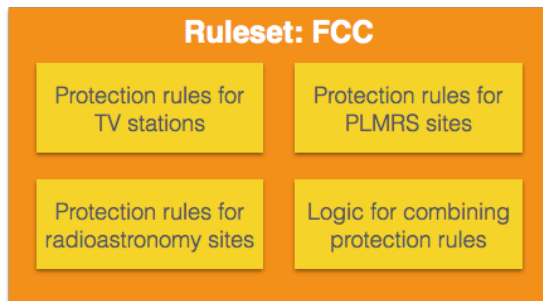 Ruleset: FCC
Protection rules for
TV stations
Protection rules for
PLMRS sites
Protection rules for
radioastronomy sites
Logic for combining
protection rules